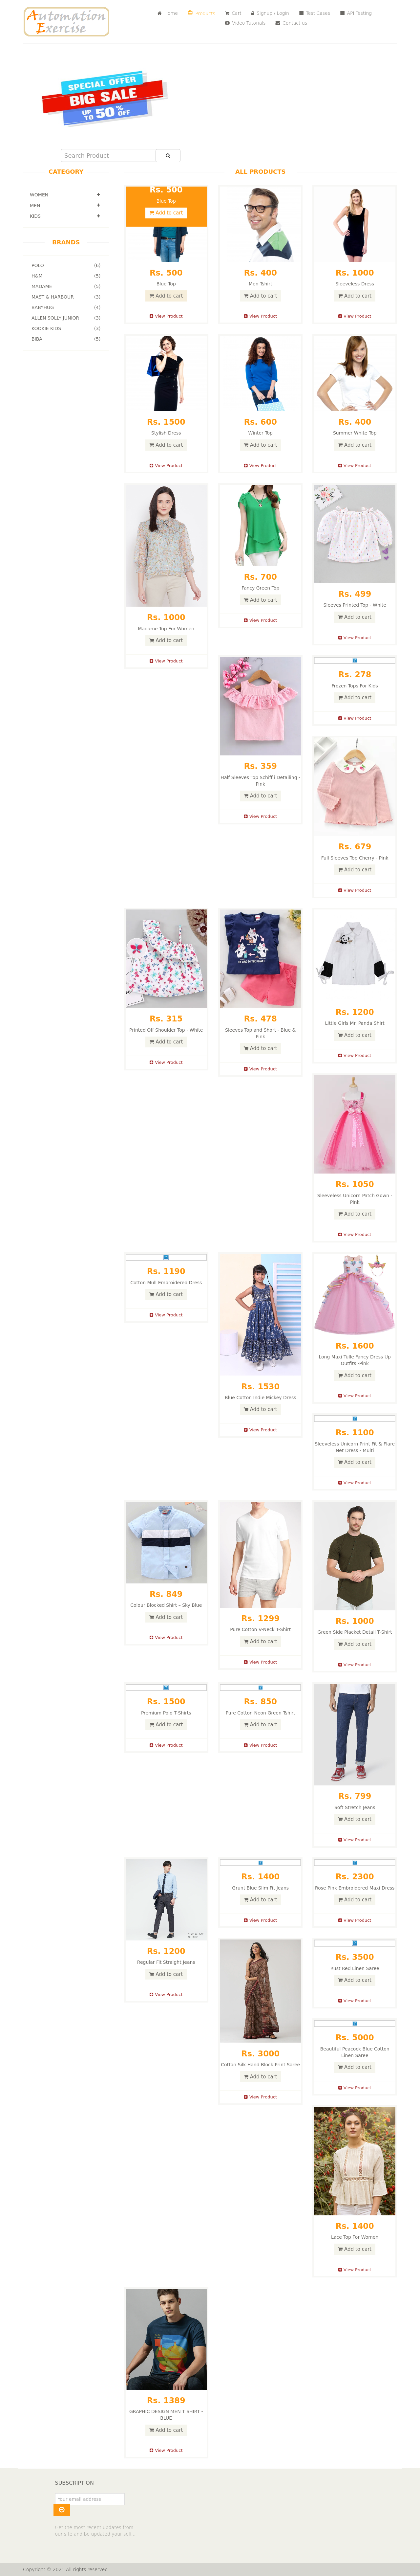 Automation
Exercise
Home
Products
Cart
Signup / Login
Test Cases
API Testing
Video Tutorials
Contact us
SPECIAL OFFER
BIG SALE
UP TO 50% OFF
Search Product
CATEGORY
WOMEN
MEN
KIDS
BRANDS
POLO (6)
H&M (5)
MADAME (5)
MAST & HARBOUR (3)
BABYHUG (4)
ALLEN SOLLY JUNIOR (3)
KOOKIE KIDS (3)
BIBA (5)
ALL PRODUCTS
Rs. 500
Blue Top
Add to cart
Rs. 500
Blue Top
Add to cart
View Product
Rs. 400
Men Tshirt
Add to cart
View Product
Rs. 1000
Sleeveless Dress
Add to cart
View Product
Rs. 1500
Stylish Dress
Add to cart
View Product
Rs. 600
Winter Top
Add to cart
View Product
Rs. 400
Summer White Top
Add to cart
View Product
Rs. 1000
Madame Top For Women
Add to cart
View Product
Rs. 700
Fancy Green Top
Add to cart
View Product
Rs. 499
Sleeves Printed Top - White
Add to cart
View Product
Rs. 359
Half Sleeves Top Schiffli Detailing -
Pink
Add to cart
View Product
Rs. 278
Frozen Tops For Kids
Add to cart
View Product
Rs. 679
Full Sleeves Top Cherry - Pink
Add to cart
View Product
Rs. 315
Printed Off Shoulder Top - White
Add to cart
View Product
Rs. 478
Sleeves Top and Short - Blue &
Pink
Add to cart
View Product
Rs. 1200
Little Girls Mr. Panda Shirt
Add to cart
View Product
Rs. 1050
Sleeveless Unicorn Patch Gown -
Pink
Add to cart
View Product
Rs. 1190
Cotton Mull Embroidered Dress
Add to cart
View Product
Rs. 1530
Blue Cotton Indie Mickey Dress
Add to cart
View Product
Rs. 1600
Long Maxi Tulle Fancy Dress Up
Outfits -Pink
Add to cart
View Product
Rs. 1100
Sleeveless Unicorn Print Fit & Flare
Net Dress - Multi
Add to cart
View Product
Rs. 849
Colour Blocked Shirt – Sky Blue
Add to cart
View Product
Rs. 1299
Pure Cotton V-Neck T-Shirt
Add to cart
View Product
Rs. 1000
Green Side Placket Detail T-Shirt
Add to cart
View Product
Rs. 1500
Premium Polo T-Shirts
Add to cart
View Product
Rs. 850
Pure Cotton Neon Green Tshirt
Add to cart
View Product
Rs. 799
Soft Stretch Jeans
Add to cart
View Product
Rs. 1200
Regular Fit Straight Jeans
Add to cart
View Product
Rs. 1400
Grunt Blue Slim Fit Jeans
Add to cart
View Product
Rs. 2300
Rose Pink Embroidered Maxi Dress
Add to cart
View Product
Rs. 3000
Cotton Silk Hand Block Print Saree
Add to cart
View Product
Rs. 3500
Rust Red Linen Saree
Add to cart
View Product
Rs. 5000
Beautiful Peacock Blue Cotton
Linen Saree
Add to cart
View Product
Rs. 1400
Lace Top For Women
Add to cart
View Product
Rs. 1389
GRAPHIC DESIGN MEN T SHIRT -
BLUE
Add to cart
View Product
SUBSCRIPTION
Your email address
Get the most recent updates from
our site and be updated your self...
Copyright © 2021 All rights reserved